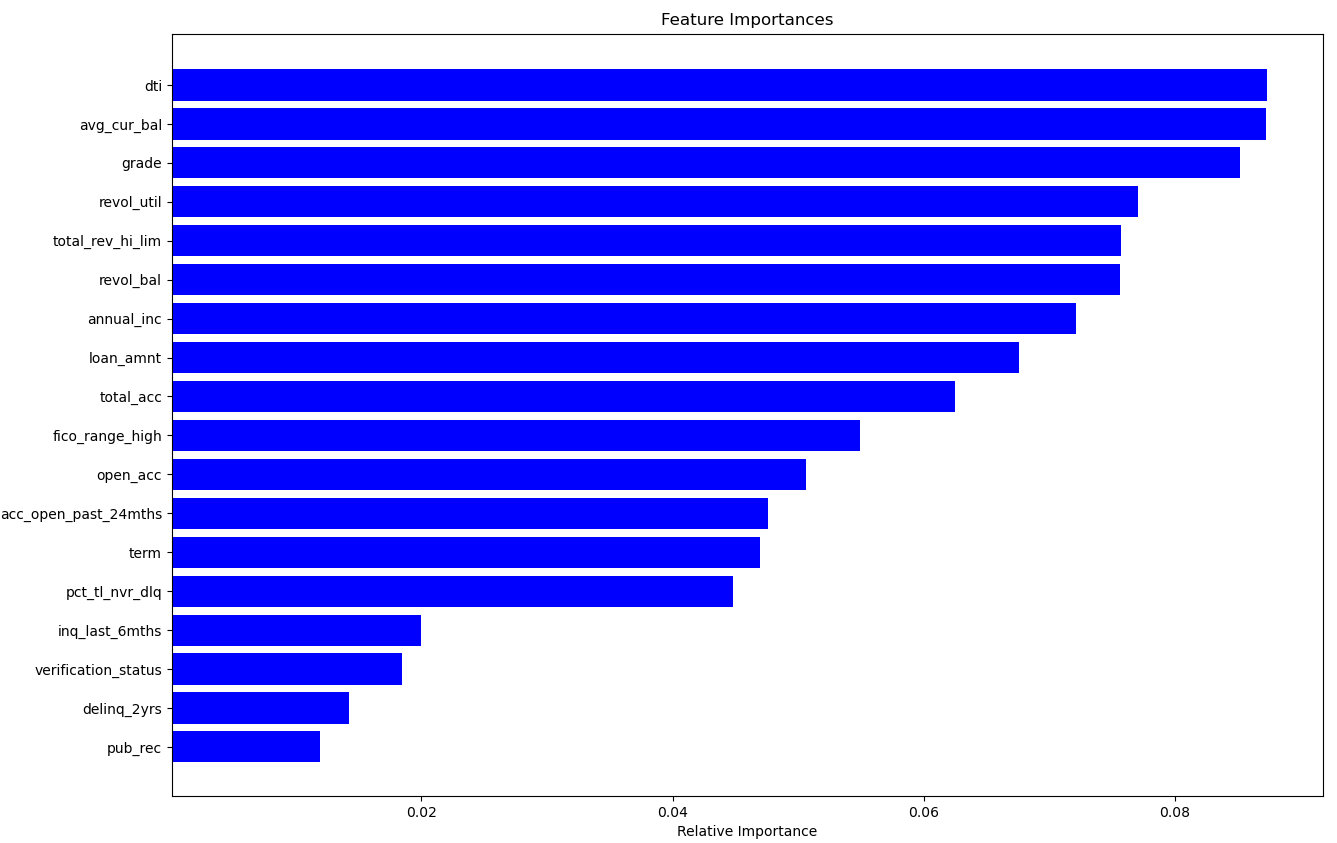 Feature Importances
dti
avg_cur_bal
grade
revol_util
total_rev_hi_lim
revol_bal
annual_inc
loan_amnt
total_acc
fico_range_high
open_acc
acc_open_past_24mths
term
pct_tl_nvr_dlq
inq_last_6mths
verification_status
delinq_2yrs
pub_rec
0.02 0.04 0.06 0.08
Relative Importance